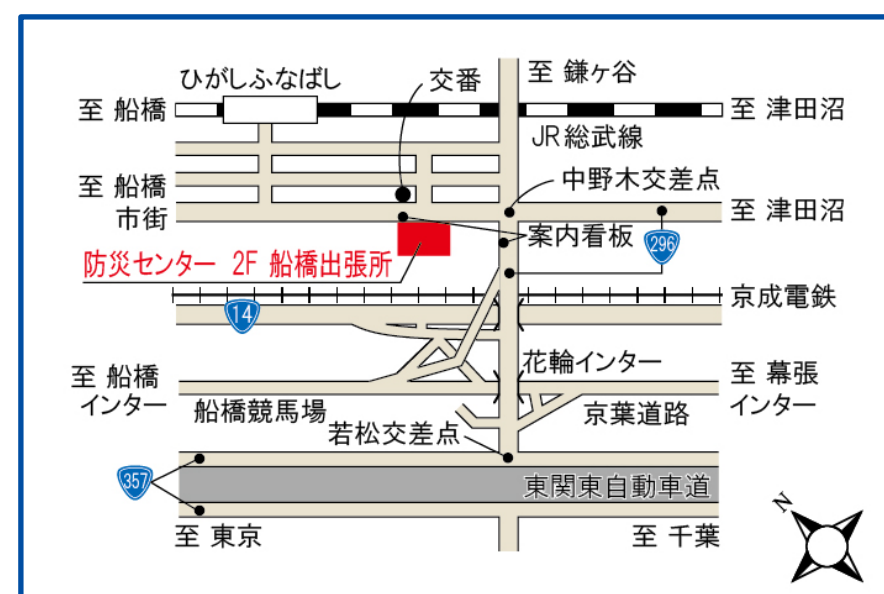 ひがしふなばし
交番
至 鎌ヶ谷
至 船橋
至 津田沼
JR総武線
至 船橋
市街
中野木交差点
至 津田沼
案内看板
296
防災センター 2F 船橋出張所
14
京成電鉄
花輪インター
至 船橋
インター
至 幕張
インター
船橋競馬場
京葉道路
若松交差点
357
東関東自動車道
至 東京
至 千葉
N